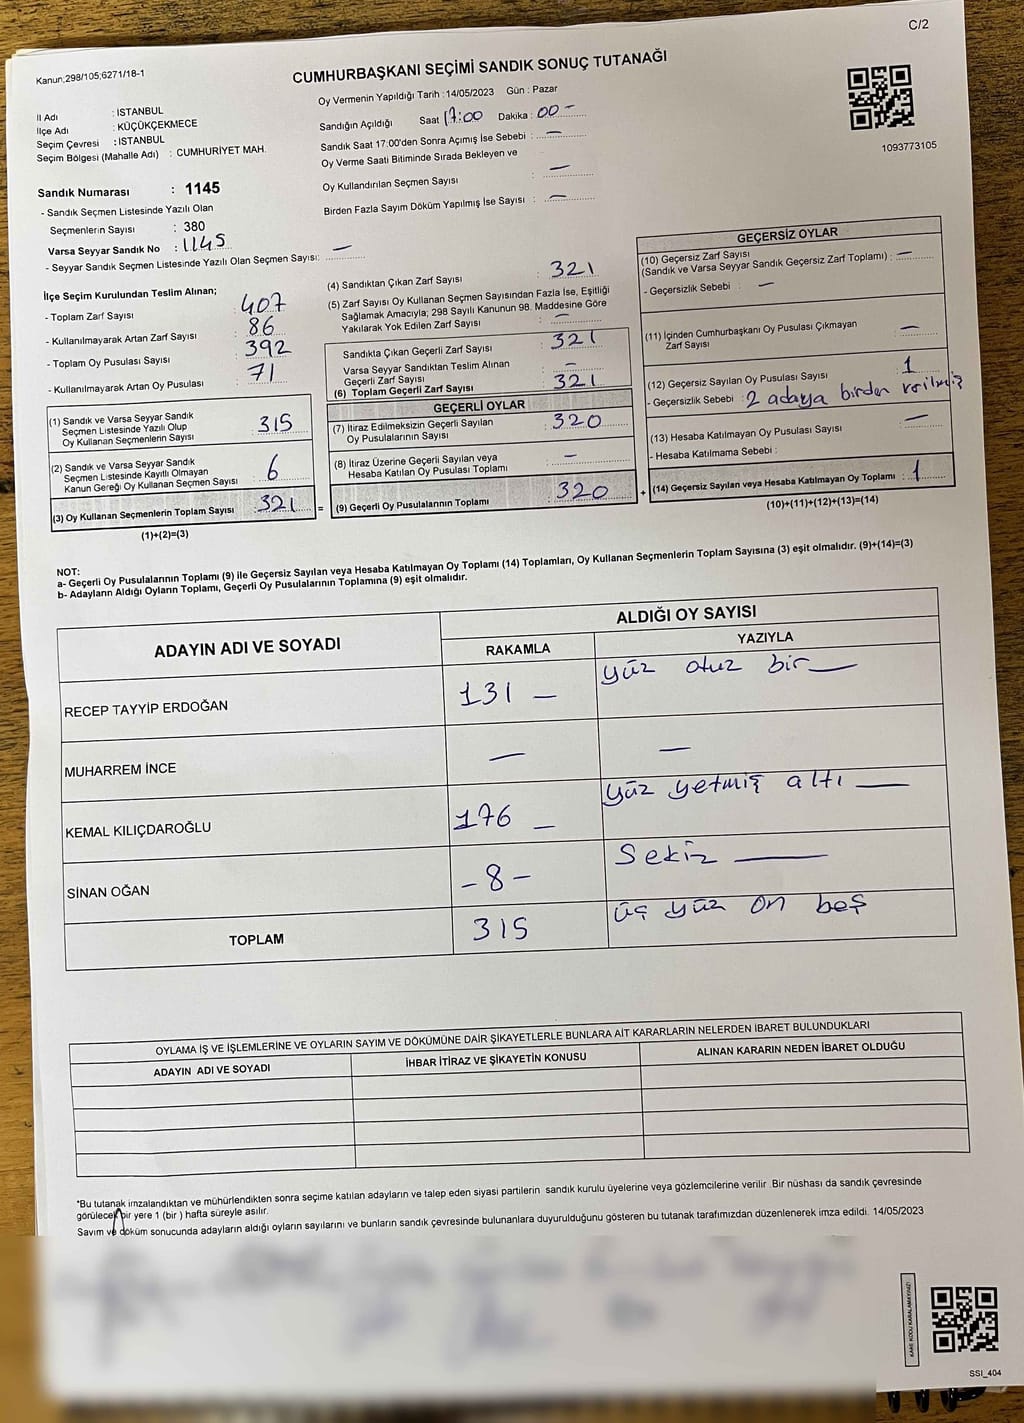 C/2
Kanun;298/105;6271/18-1
CUMHURBAŞKANI SEÇİMİ SANDIK SONUÇ TUTANAĞI
İl Adı : İSTANBUL
İlçe Adı : KÜÇÜKÇEKMECE
Seçim Çevresi : İSTANBUL
Seçim Bölgesi (Mahalle Adı) : CUMHURİYET MAH.
Sandık Numarası : 1145
- Sandık Seçmen Listesinde Yazılı Olan
Seçmenlerin Sayısı : 380
Varsa Seyyar Sandık No : 1145
- Seyyar Sandık Seçmen Listesinde Yazılı Olan Seçmen Sayısı: —
Oy Vermenin Yapıldığı Tarih :14/05/2023 Gün : Pazar
Sandığın Açıldığı Saat 17:00 Dakika : 00 -
Sandık Saat 17:00'den Sonra Açımış İse Sebebi : —
Oy Verme Saati Bitiminde Sırada Bekleyen ve
Oy Kullandırılan Seçmen Sayısı : —
Birden Fazla Sayım Döküm Yapılmış İse Sayısı : —
1093773105
İlçe Seçim Kurulundan Teslim Alınan;
- Toplam Zarf Sayısı : 407
- Kullanılmayarak Artan Zarf Sayısı : 86
- Toplam Oy Pusulası Sayısı : 392
- Kullanılmayarak Artan Oy Pusulası : 71
(1) Sandık ve Varsa Seyyar Sandık
Seçmen Listesinde Yazılı Olup
Oy Kullanan Seçmenlerin Sayısı : 315
(2) Sandık ve Varsa Seyyar Sandık
Seçmen Listesinde Kayıtlı Olmayan
Kanun Gereği Oy Kullanan Seçmen Sayısı : 6
(3) Oy Kullanan Seçmenlerin Toplam Sayısı : 321 =
(1)+(2)=(3)
(4) Sandıktan Çıkan Zarf Sayısı : 321
(5) Zarf Sayısı Oy Kullanan Seçmen Sayısından Fazla İse, Eşitliği
Sağlamak Amacıyla; 298 Sayılı Kanunun 98. Maddesine Göre
Yakılarak Yok Edilen Zarf Sayısı : —
Sandıkta Çıkan Geçerli Zarf Sayısı : 321
Varsa Seyyar Sandıktan Teslim Alınan
Geçerli Zarf Sayısı : —
(6) Toplam Geçerli Zarf Sayısı : 321
GEÇERLİ OYLAR
(7) İtiraz Edilmeksizin Geçerli Sayılan
Oy Pusulalarının Sayısı : 320
(8) İtiraz Üzerine Geçerli Sayılan veya
Hesaba Katılan Oy Pusulası Toplamı : —
(9) Geçerli Oy Pusulalarının Toplamı : 320 +
GEÇERSİZ OYLAR
(10) Geçersiz Zarf Sayısı
(Sandık ve Varsa Seyyar Sandık Geçersiz Zarf Toplamı) : —
- Geçersizlik Sebebi : —
(11) İçinden Cumhurbaşkanı Oy Pusulası Çıkmayan
Zarf Sayısı : —
(12) Geçersiz Sayılan Oy Pusulası Sayısı : 1
- Geçersizlik Sebebi : 2 adaya birden verilmiş
(13) Hesaba Katılmayan Oy Pusulası Sayısı : —
- Hesaba Katılmama Sebebi :
(14) Geçersiz Sayılan veya Hesaba Katılmayan Oy Toplamı : 1
(10)+(11)+(12)+(13)=(14)
NOT:
a- Geçerli Oy Pusulalarının Toplamı (9) ile Geçersiz Sayılan veya Hesaba Katılmayan Oy Toplamı (14) Toplamları, Oy Kullanan Seçmenlerin Toplam Sayısına (3) eşit olmalıdır. (9)+(14)=(3)
b- Adayların Aldığı Oyların Toplamı, Geçerli Oy Pusulalarının Toplamına (9) eşit olmalıdır.
ADAYIN ADI VE SOYADI ALDIĞI OY SAYISI
RAKAMLA YAZIYLA
RECEP TAYYİP ERDOĞAN 131 — yüz otuz bir —
MUHARREM İNCE — —
KEMAL KILIÇDAROĞLU 176 — yüz yetmiş altı —
SİNAN OĞAN - 8 - Sekiz —
TOPLAM 315 üç yüz on beş
OYLAMA İŞ VE İŞLEMLERİNE VE OYLARIN SAYIM VE DÖKÜMÜNE DAİR ŞİKAYETLERLE BUNLARA AİT KARARLARIN NELERDEN İBARET BULUNDUKLARI
ADAYIN ADI VE SOYADI İHBAR İTİRAZ VE ŞİKAYETİN KONUSU ALINAN KARARIN NEDEN İBARET OLDUĞU
*Bu tutanak imzalandıktan ve mühürlendikten sonra seçime katılan adayların ve talep eden siyasi partilerin sandık kurulu üyelerine veya gözlemcilerine verilir .Bir nüshası da sandık çevresinde
görülecek bir yere 1 (bir ) hafta süreyle asılır.
Sayım ve döküm sonucunda adayların aldığı oyların sayılarını ve bunların sandık çevresinde bulunanlara duyurulduğunu gösteren bu tutanak tarafımızdan düzenlenerek imza edildi. 14/05/2023
KARE KODU KARALAMAYINIZ!
SSI_404